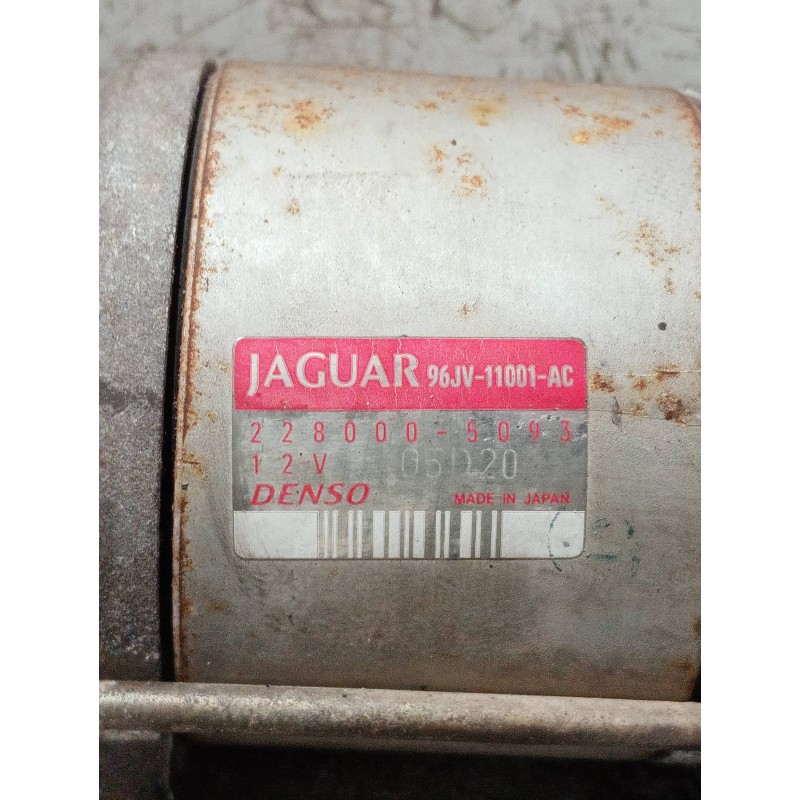 JAGUAR 96JV-11001-AC
228000-5093
12V 05D20
DENSO MADE IN JAPAN